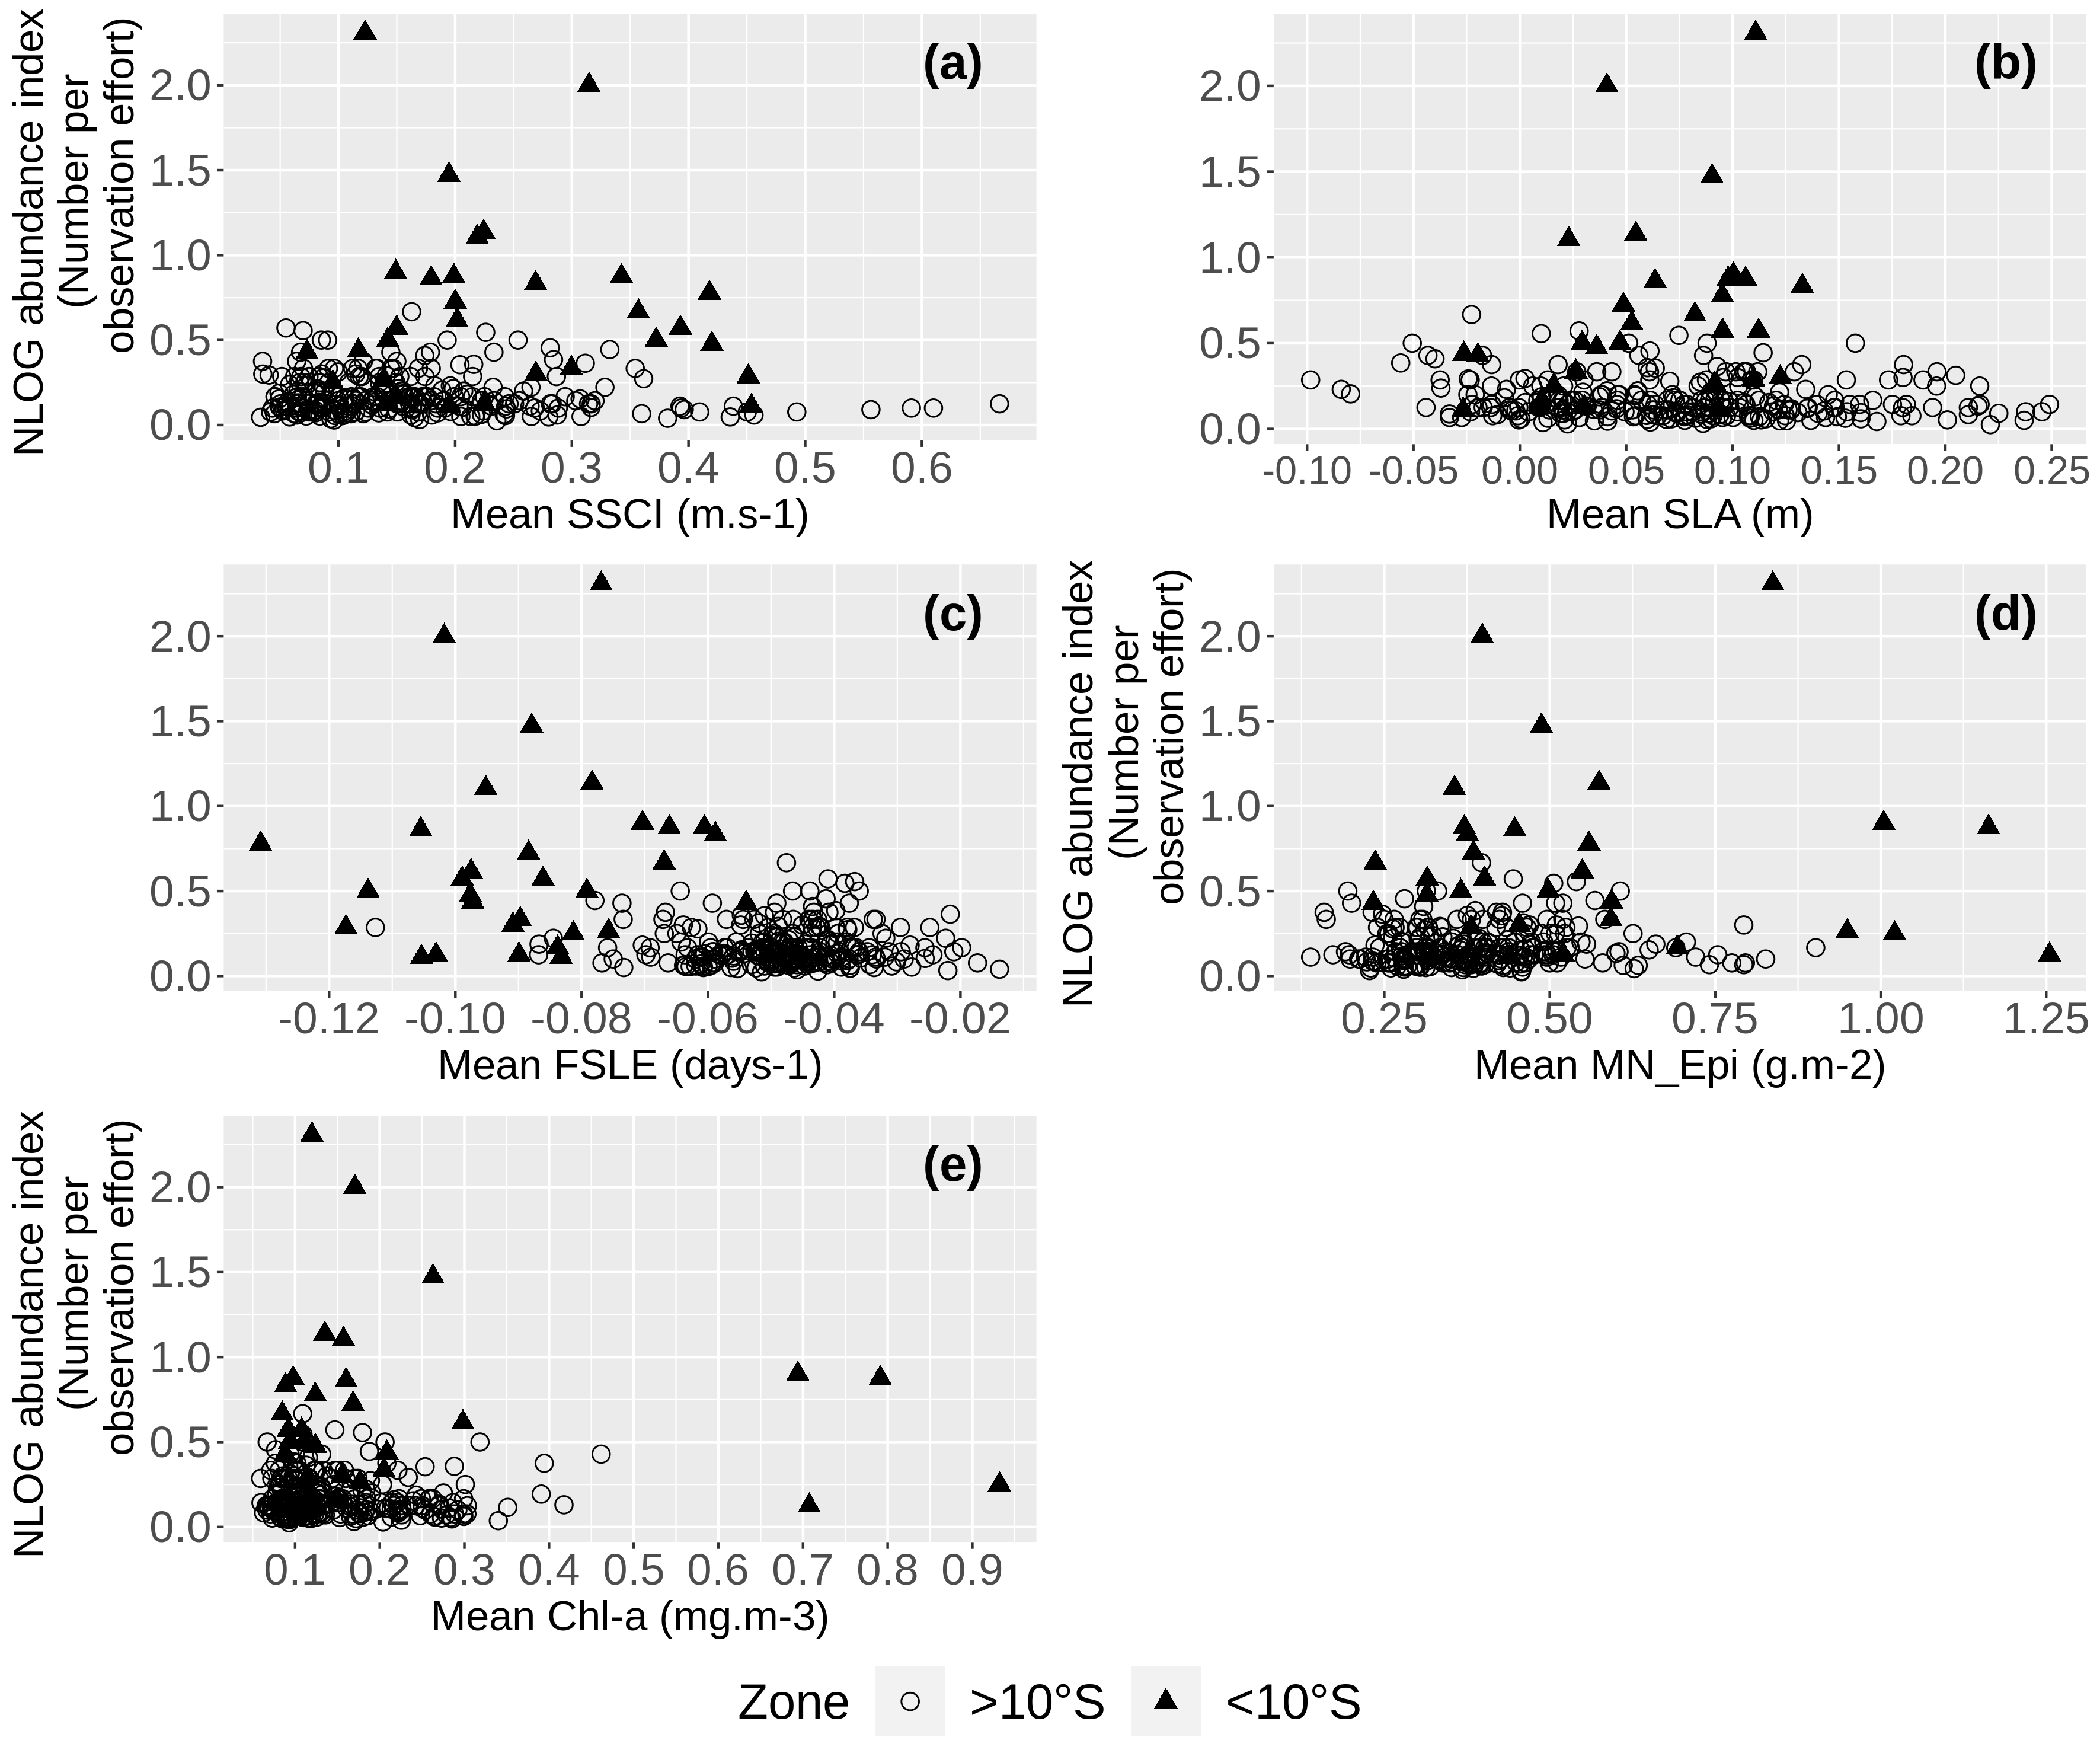 NLOG abundance index
(Number per
observation effort)
2.0
1.5
1.0
0.5
0.0
(a)
0.1 0.2 0.3 0.4 0.5 0.6
Mean SSCI (m.s-1)
2.0
1.5
1.0
0.5
0.0
(b)
-0.10 -0.05 0.00 0.05 0.10 0.15 0.20 0.25
Mean SLA (m)
2.0
1.5
1.0
0.5
0.0
(c)
-0.12 -0.10 -0.08 -0.06 -0.04 -0.02
Mean FSLE (days-1)
NLOG abundance index
(Number per
observation effort)
2.0
1.5
1.0
0.5
0.0
(d)
0.25 0.50 0.75 1.00 1.25
Mean MN_Epi (g.m-2)
NLOG abundance index
(Number per
observation effort)
2.0
1.5
1.0
0.5
0.0
(e)
0.1 0.2 0.3 0.4 0.5 0.6 0.7 0.8 0.9
Mean Chl-a (mg.m-3)
Zone >10°S <10°S